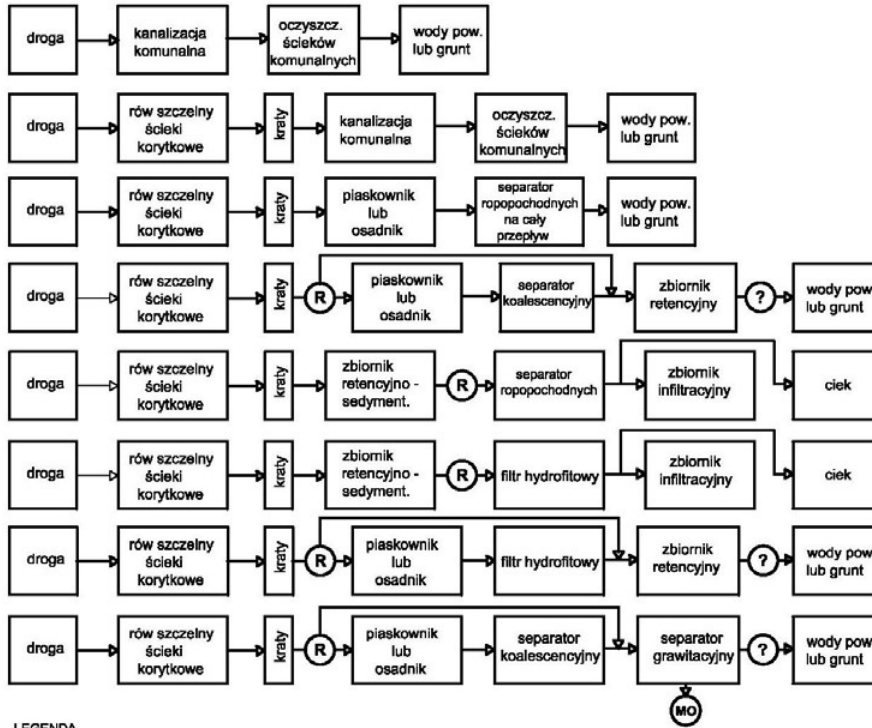 droga
kanalizacja
komunalna
oczyszcz.
ścieków
komunalnych
wody pow.
lub grunt
droga
rów szczelny
ścieki
korytkowe
kraty
kanalizacja
komunalna
oczyszcz.
ścieków
komunalnych
wody pow.
lub grunt
droga
rów szczelny
ścieki
korytkowe
kraty
piaskownik
lub
osadnik
separator
ropopochodnych
na cały
przepływ
wody pow.
lub grunt
droga
rów szczelny
ścieki
korytkowe
kraty
R
piaskownik
lub
osadnik
separator
koalescencyjny
zbiornik
retencyjny
?
wody pow.
lub grunt
droga
rów szczelny
ścieki
korytkowe
kraty
zbiornik
retencyjno -
sedyment.
R
separator
ropopochodnych
zbiornik
infiltracyjny
ciek
droga
rów szczelny
ścieki
korytkowe
kraty
zbiornik
retencyjno -
sedyment.
R
filtr hydrofitowy
zbiornik
infiltracyjny
ciek
droga
rów szczelny
ścieki
korytkowe
kraty
R
piaskownik
lub
osadnik
filtr hydrofitowy
zbiornik
retencyjny
?
wody pow.
lub grunt
droga
rów szczelny
ścieki
korytkowe
kraty
R
piaskownik
lub
osadnik
separator
koalescencyjny
separator
grawitacyjny
?
wody pow.
lub grunt
MO
LEGENDA